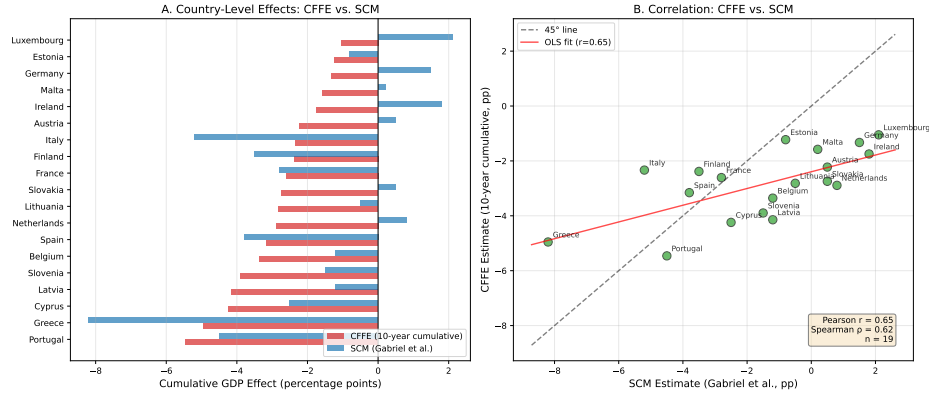 A. Country-Level Effects: CFFE vs. SCM
Luxembourg
Estonia
Germany
Malta
Ireland
Austria
Italy
Finland
France
Slovakia
Lithuania
Netherlands
Spain
Belgium
Slovenia
Latvia
Cyprus
Greece
Portugal
CFFE (10-year cumulative)
SCM (Gabriel et al.)
−8 −6 −4 −2 0 2
Cumulative GDP Effect (percentage points)
B. Correlation: CFFE vs. SCM
45° line
OLS fit (r=0.65)
CFFE Estimate (10-year cumulative, pp)
2
0
−2
−4
−6
−8
Luxembourg
Estonia
Germany
Malta
Ireland
Austria
Italy
Finland
France
Slovakia
Lithuania
Netherlands
Spain
Belgium
Slovenia
Latvia
Cyprus
Greece
Portugal
Pearson r = 0.65
Spearman ρ = 0.62
n = 19
−8 −6 −4 −2 0 2
SCM Estimate (Gabriel et al., pp)